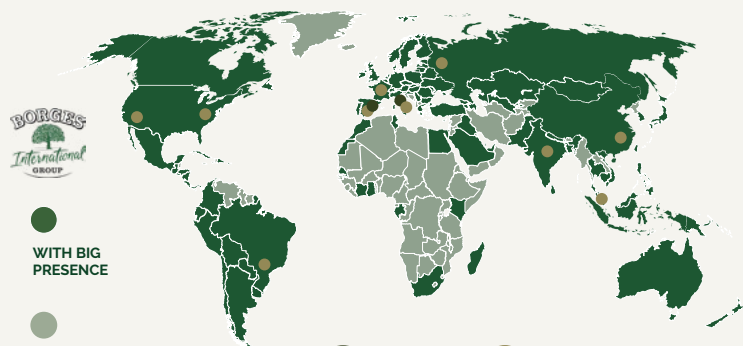 BORGES
International
GROUP
WITH BIG
PRESENCE